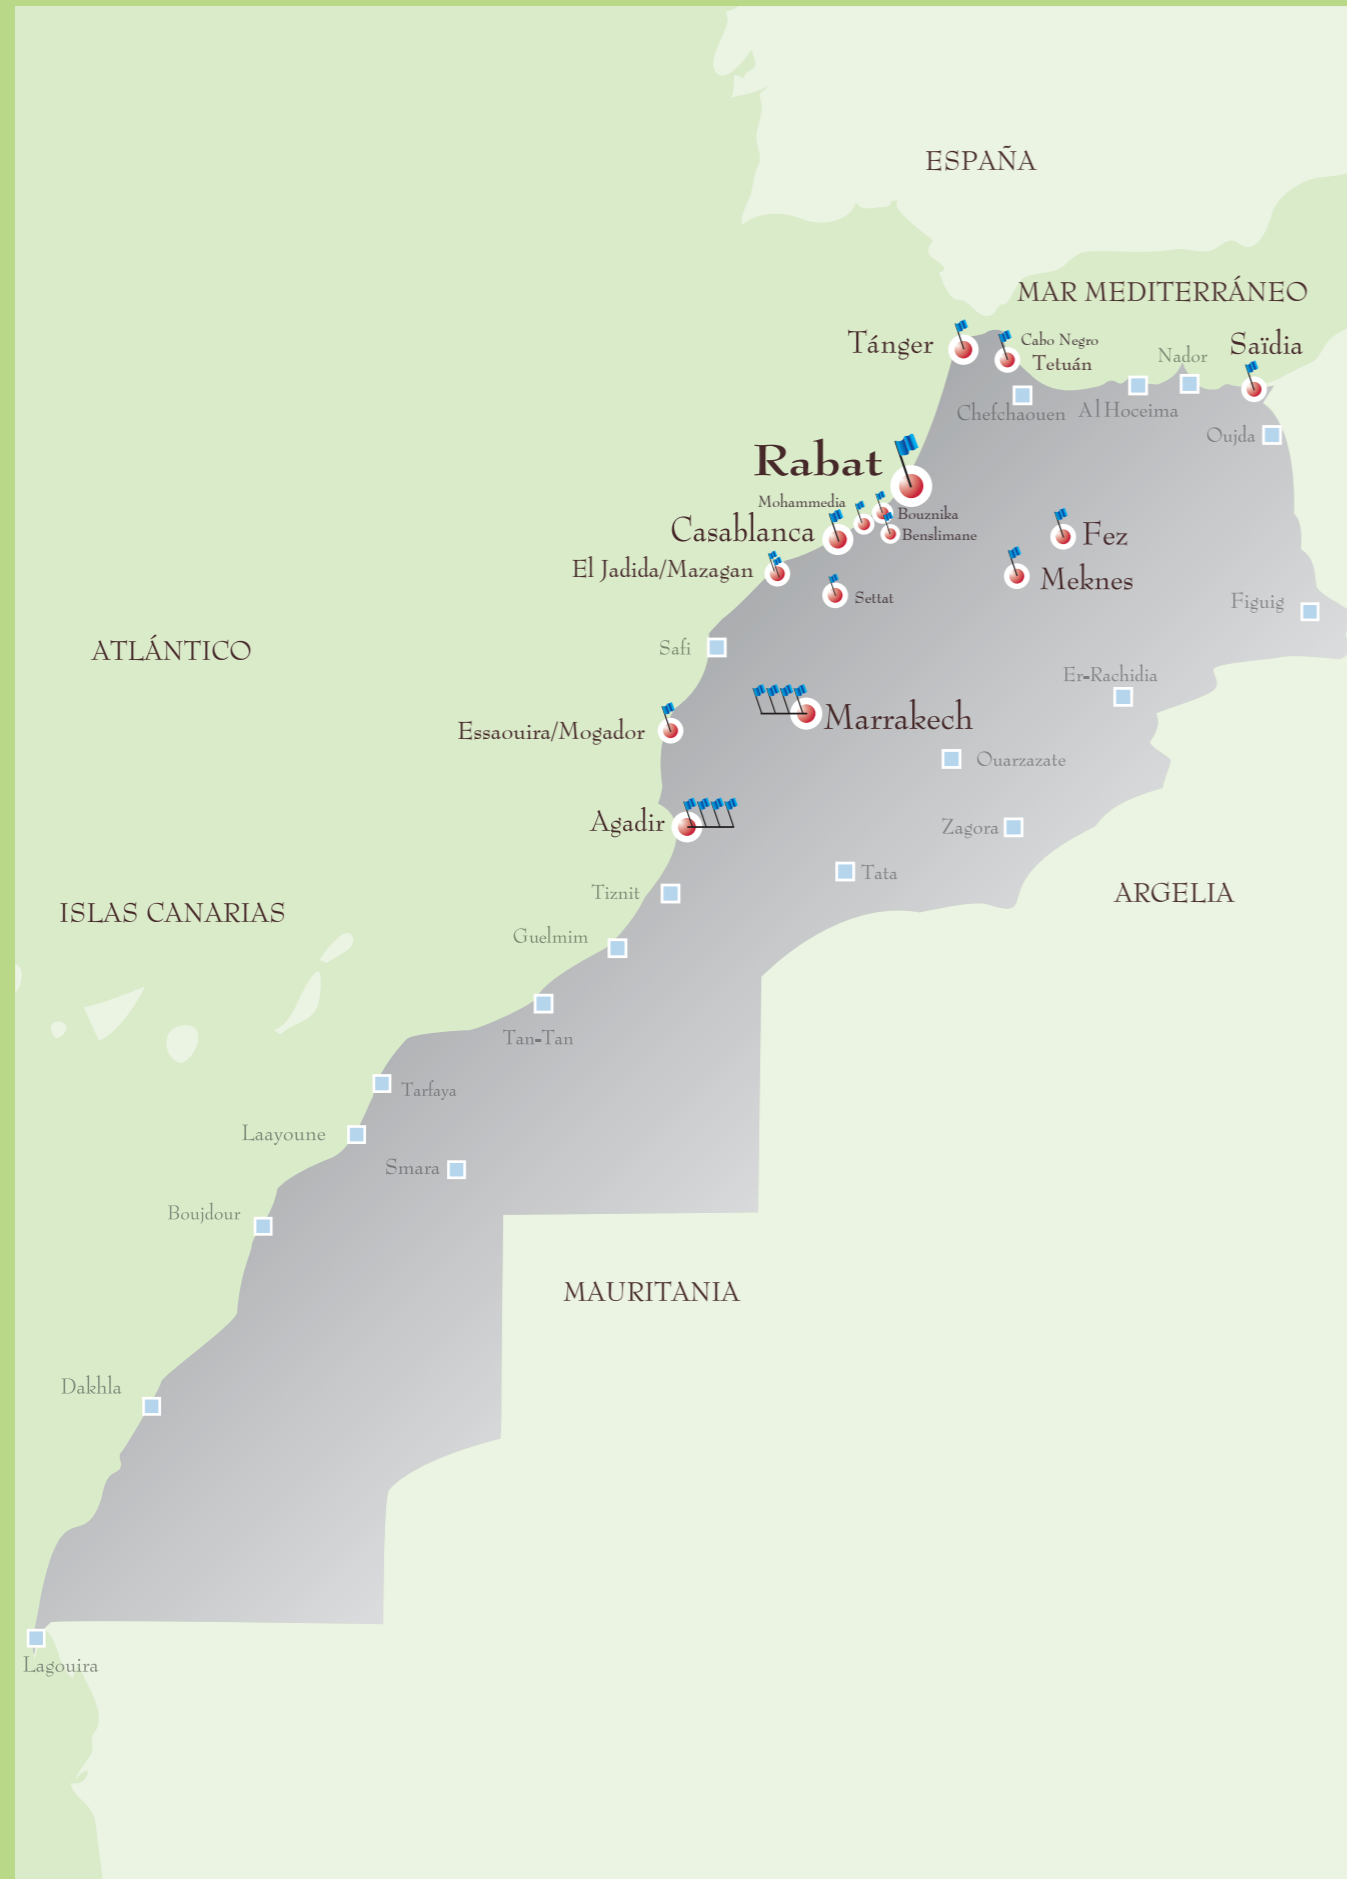 ESPAÑA
MAR MEDITERRÁNEO
Tánger
Cabo Negro
Tetuán
Nador
Saïdia
Chefchaouen
Al Hoceima
Oujda
Rabat
Mohammedia
Bouznika
Casablanca
Benslimane
Fez
El Jadida/Mazagan
Meknes
Settat
Figuig
ATLÁNTICO
Safi
Er-Rachidia
Marrakech
Essaouira/Mogador
Ouarzazate
Agadir
Zagora
Tata
Tiznit
ARGELIA
ISLAS CANARIAS
Guelmim
Tan-Tan
Tarfaya
Laayoune
Smara
Boujdour
MAURITANIA
Dakhla
Lagouira